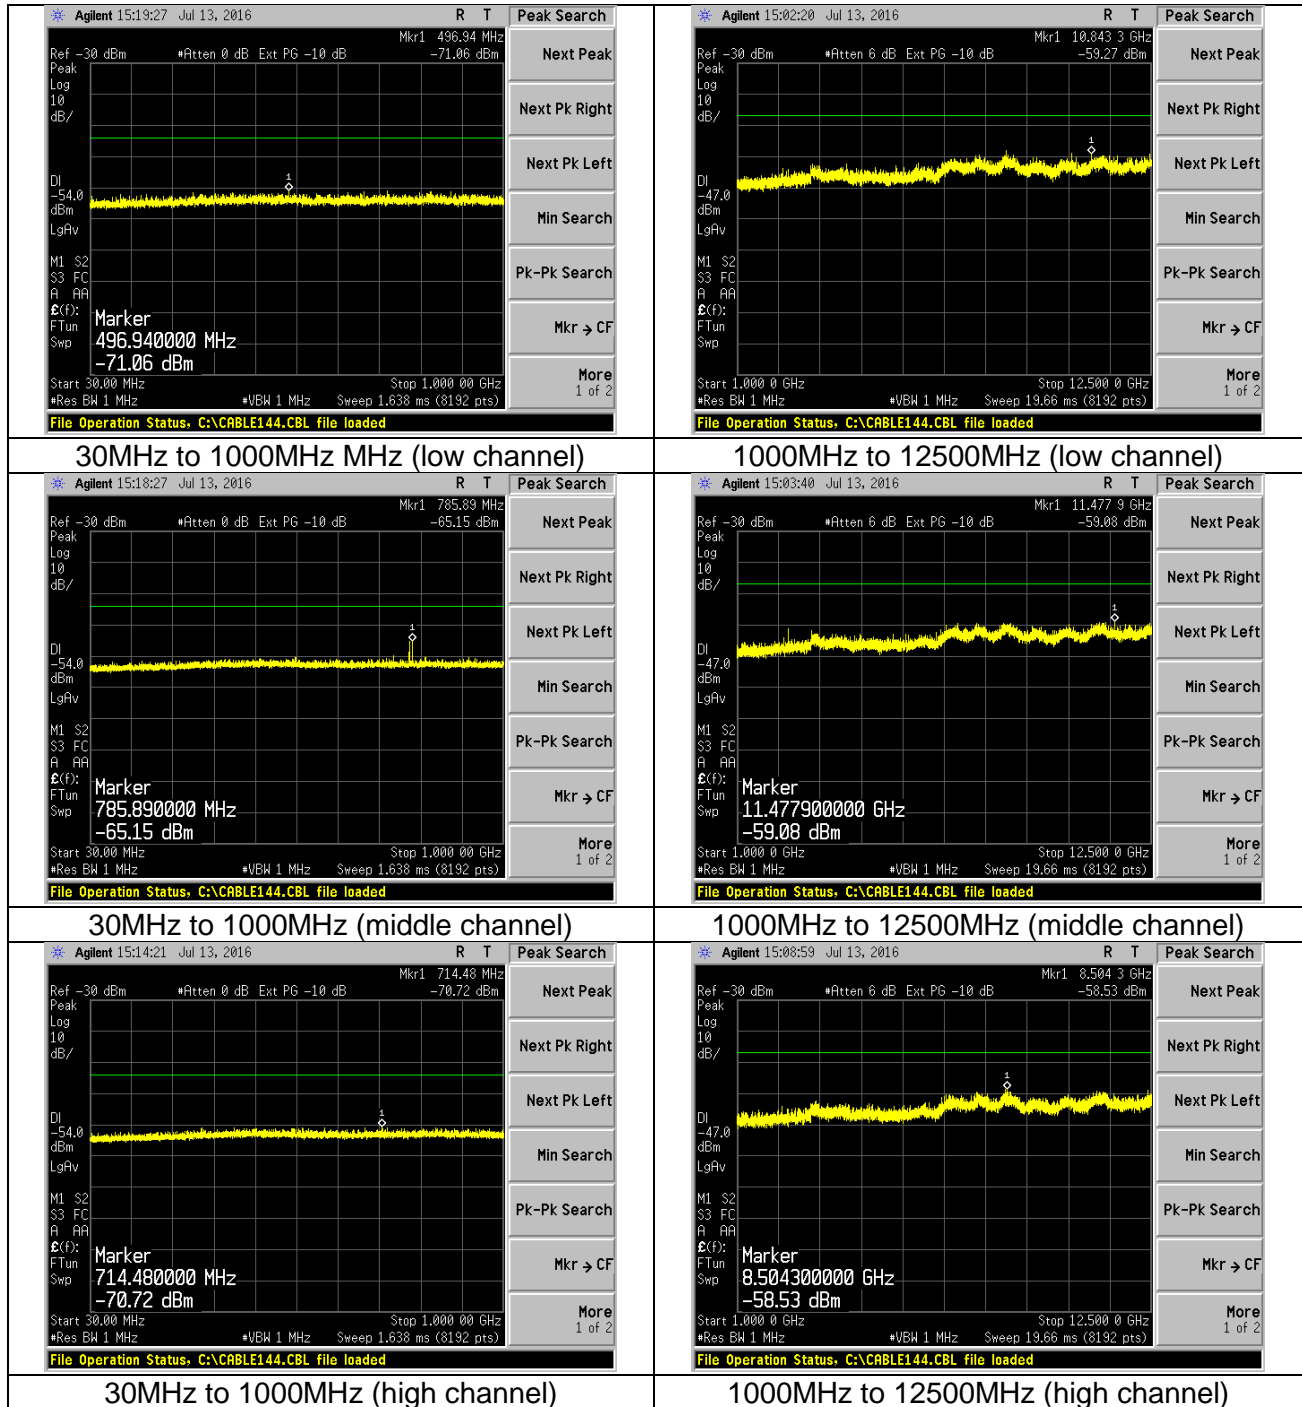 Agilent 15:19:27 Jul 13, 2016 R T Peak Search
Mkr1 496.94 MHz
Ref -30 dBm #Atten 0 dB Ext PG -10 dB -71.06 dBm
Peak
Log
10
dB/
1
DI
-54.0
dBm
LgAv
M1 S2
S3 FC
A AA
£(f):
FTun
Swp
Marker
496.940000 MHz
-71.06 dBm
Start 30.00 MHz Stop 1.000 00 GHz
#Res BW 1 MHz #VBW 1 MHz Sweep 1.638 ms (8192 pts)
File Operation Status, C:\CABLE144.CBL file loaded
Next Peak
Next Pk Right
Next Pk Left
Min Search
Pk-Pk Search
Mkr → CF
More
1 of 2
30MHz to 1000MHz MHz (low channel)
Agilent 15:02:20 Jul 13, 2016 R T Peak Search
Mkr1 10.843 3 GHz
Ref -30 dBm #Atten 6 dB Ext PG -10 dB -59.27 dBm
Peak
Log
10
dB/
1
DI
-47.0
dBm
LgAv
M1 S2
S3 FC
A AA
£(f):
FTun
Swp
Start 1.000 0 GHz Stop 12.500 0 GHz
#Res BW 1 MHz #VBW 1 MHz Sweep 19.66 ms (8192 pts)
File Operation Status, C:\CABLE144.CBL file loaded
Next Peak
Next Pk Right
Next Pk Left
Min Search
Pk-Pk Search
Mkr → CF
More
1 of 2
1000MHz to 12500MHz (low channel)
Agilent 15:18:27 Jul 13, 2016 R T Peak Search
Mkr1 785.89 MHz
Ref -30 dBm #Atten 0 dB Ext PG -10 dB -65.15 dBm
Peak
Log
10
dB/
1
DI
-54.0
dBm
LgAv
M1 S2
S3 FC
A AA
£(f):
FTun
Swp
Marker
785.890000 MHz
-65.15 dBm
Start 30.00 MHz Stop 1.000 00 GHz
#Res BW 1 MHz #VBW 1 MHz Sweep 1.638 ms (8192 pts)
File Operation Status, C:\CABLE144.CBL file loaded
Next Peak
Next Pk Right
Next Pk Left
Min Search
Pk-Pk Search
Mkr → CF
More
1 of 2
30MHz to 1000MHz (middle channel)
Agilent 15:03:40 Jul 13, 2016 R T Peak Search
Mkr1 11.477 9 GHz
Ref -30 dBm #Atten 6 dB Ext PG -10 dB -59.08 dBm
Peak
Log
10
dB/
1
DI
-47.0
dBm
LgAv
M1 S2
S3 FC
A AA
£(f):
FTun
Swp
Marker
11.477900000 GHz
-59.08 dBm
Start 1.000 0 GHz Stop 12.500 0 GHz
#Res BW 1 MHz #VBW 1 MHz Sweep 19.66 ms (8192 pts)
File Operation Status, C:\CABLE144.CBL file loaded
Next Peak
Next Pk Right
Next Pk Left
Min Search
Pk-Pk Search
Mkr → CF
More
1 of 2
1000MHz to 12500MHz (middle channel)
Agilent 15:14:21 Jul 13, 2016 R T Peak Search
Mkr1 714.48 MHz
Ref -30 dBm #Atten 0 dB Ext PG -10 dB -70.72 dBm
Peak
Log
10
dB/
1
DI
-54.0
dBm
LgAv
M1 S2
S3 FC
A AA
£(f):
FTun
Swp
Marker
714.480000 MHz
-70.72 dBm
Start 30.00 MHz Stop 1.000 00 GHz
#Res BW 1 MHz #VBW 1 MHz Sweep 1.638 ms (8192 pts)
File Operation Status, C:\CABLE144.CBL file loaded
Next Peak
Next Pk Right
Next Pk Left
Min Search
Pk-Pk Search
Mkr → CF
More
1 of 2
30MHz to 1000MHz (high channel)
Agilent 15:08:59 Jul 13, 2016 R T Peak Search
Mkr1 8.504 3 GHz
Ref -30 dBm #Atten 6 dB Ext PG -10 dB -58.53 dBm
Peak
Log
10
dB/
1
DI
-47.0
dBm
LgAv
M1 S2
S3 FC
A AA
£(f):
FTun
Swp
Marker
8.504300000 GHz
-58.53 dBm
Start 1.000 0 GHz Stop 12.500 0 GHz
#Res BW 1 MHz #VBW 1 MHz Sweep 19.66 ms (8192 pts)
File Operation Status, C:\CABLE144.CBL file loaded
Next Peak
Next Pk Right
Next Pk Left
Min Search
Pk-Pk Search
Mkr → CF
More
1 of 2
1000MHz to 12500MHz (high channel)